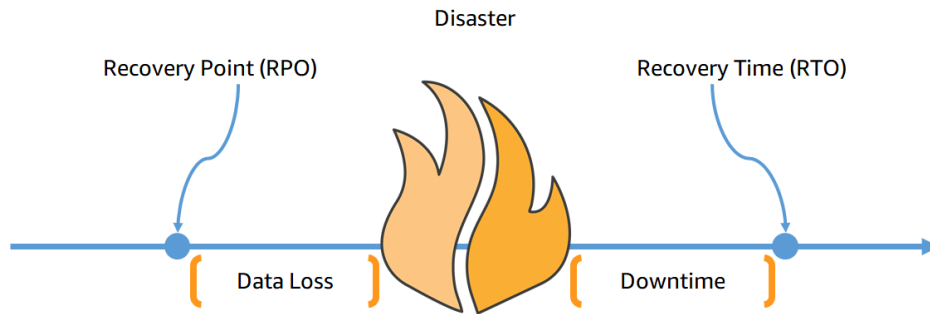 Disaster
Recovery Point (RPO)
Recovery Time (RTO)
Data Loss
Downtime